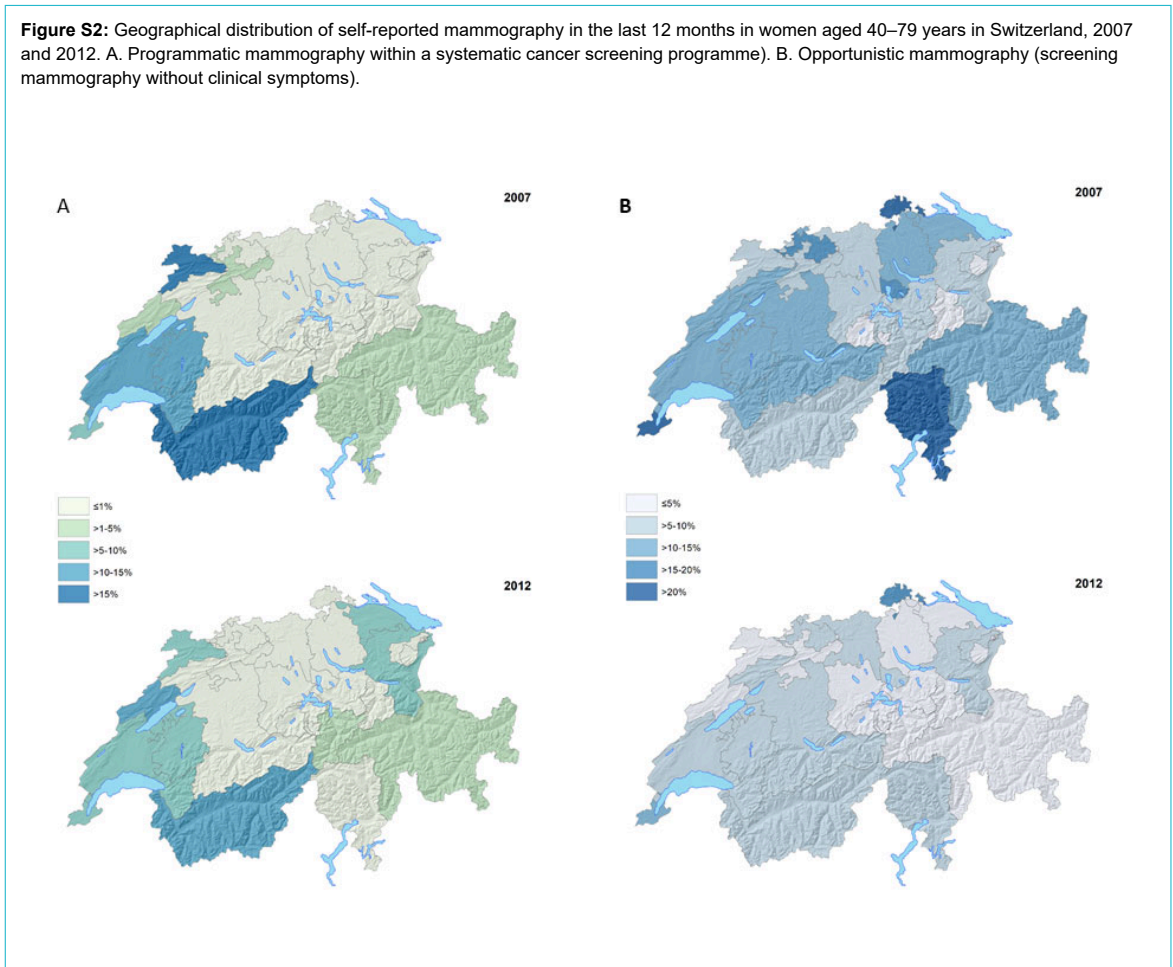 Figure S2: Geographical distribution of self-reported mammography in the last 12 months in women aged 40–79 years in Switzerland, 2007
and 2012. A. Programmatic mammography within a systematic cancer screening programme). B. Opportunistic mammography (screening
mammography without clinical symptoms).
A
2007
B
2007
≤1%
>1-5%
>5-10%
>10-15%
>15%
≤5%
>5-10%
>10-15%
>15-20%
>20%
2012
2012